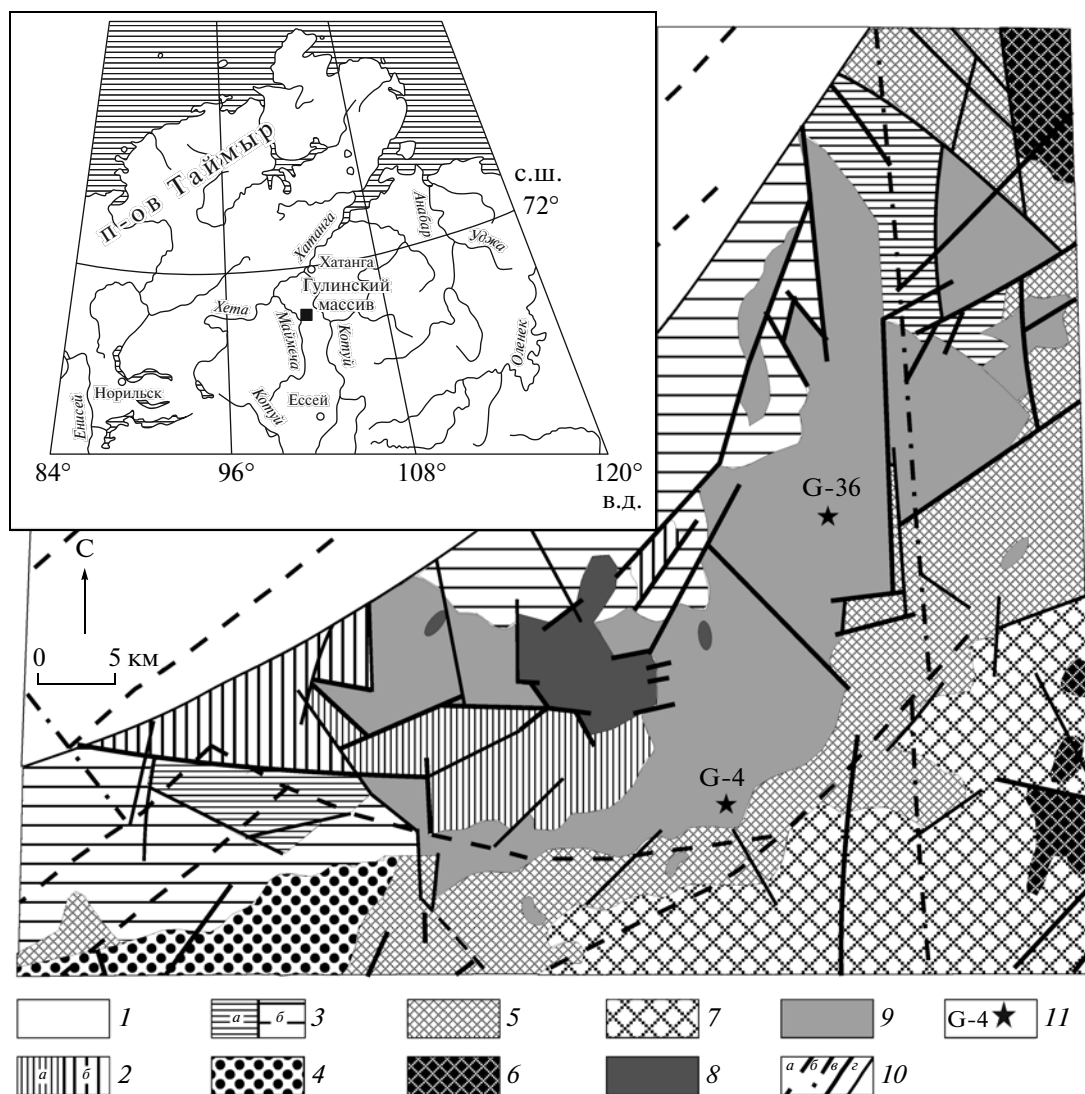 п-ов Таймыр
с.ш.
72°
Хатанга
Анабар
Уджа
Хатанга
Гулинский
массив
Хета
Маймеча
Котуй
Оленек
Норильск
Ессей
Котуй
Енисей
84°
96°
108°
120°
в.д.
С
0 5 км
G-36
G-4
1
а б 3
5
7
9
G-4 ★ 11
а б 2
4
6
8
а б в г 10